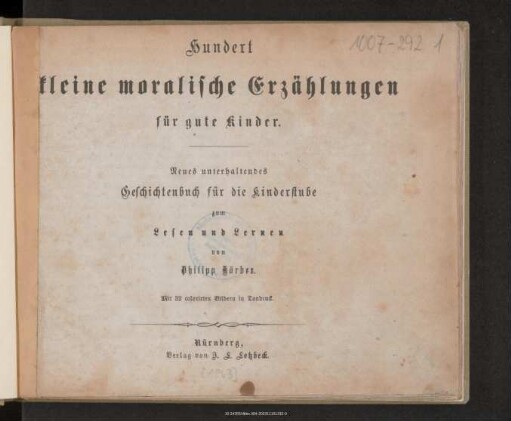 Hundert
kleine moralische Erzählungen
für gute Kinder.
Neues unterhaltendes
Geschichtenbuch für die Kinderstube
zum
Lesen und Lernen
von
Philipp Körber.
Mit colorirten Bildern in Tondruck.
Nürnberg,
Verlag von J. L. Lotzbeck.
1007-292 1